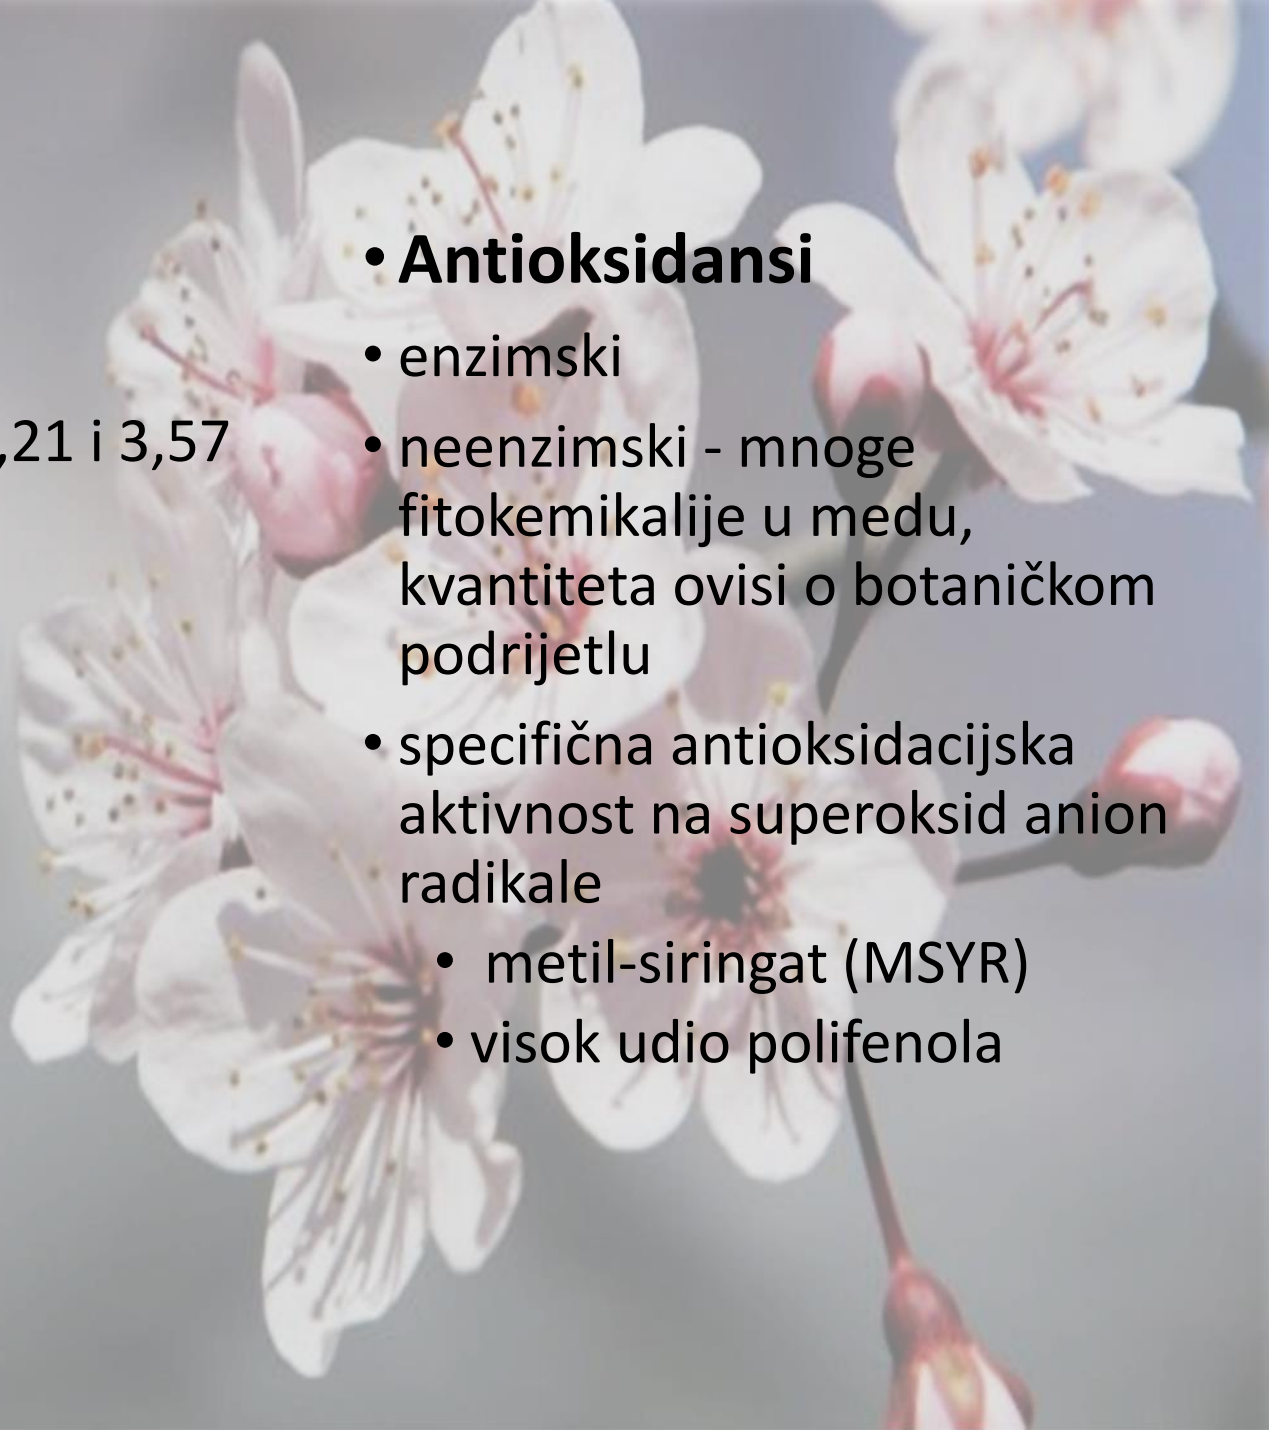 • Antioksidansi
• enzimski
,21 i 3,57
• neenzimski - mnoge
fitokemikalije u medu,
kvantiteta ovisi o botaničkom
podrijetlu
• specifična antioksidacijska
aktivnost na superoksid anion
radikale
• metil-siringat (MSYR)
• visok udio polifenola